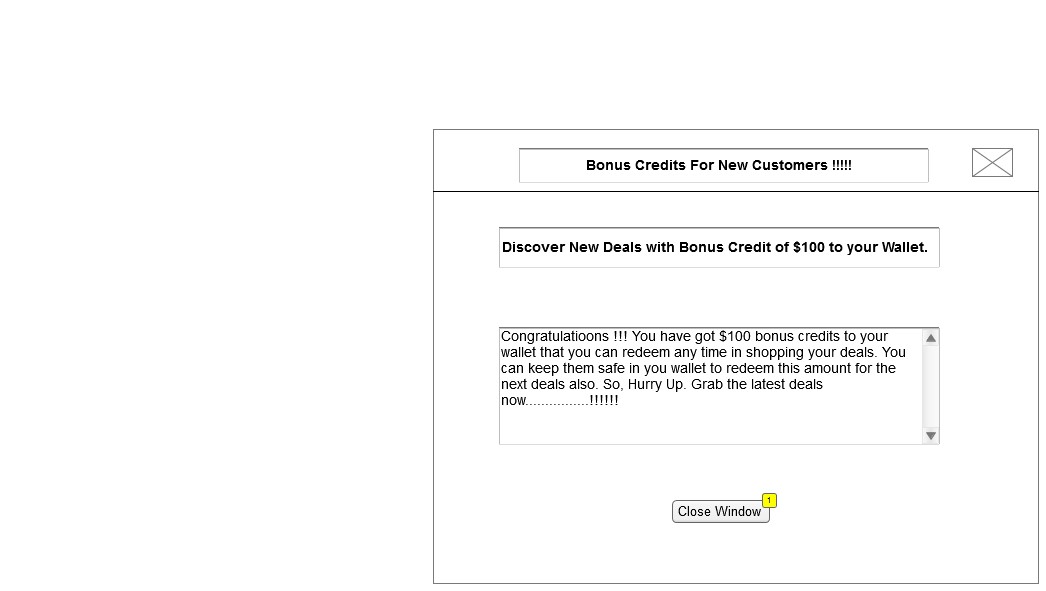 Bonus Credits For New Customers !!!!!
Discover New Deals with Bonus Credit of $100 to your Wallet.
Congratulatioons !!! You have got $100 bonus credits to your
wallet that you can redeem any time in shopping your deals. You
can keep them safe in you wallet to redeem this amount for the
next deals also. So, Hurry Up. Grab the latest deals
now................!!!!!!
1
Close Window